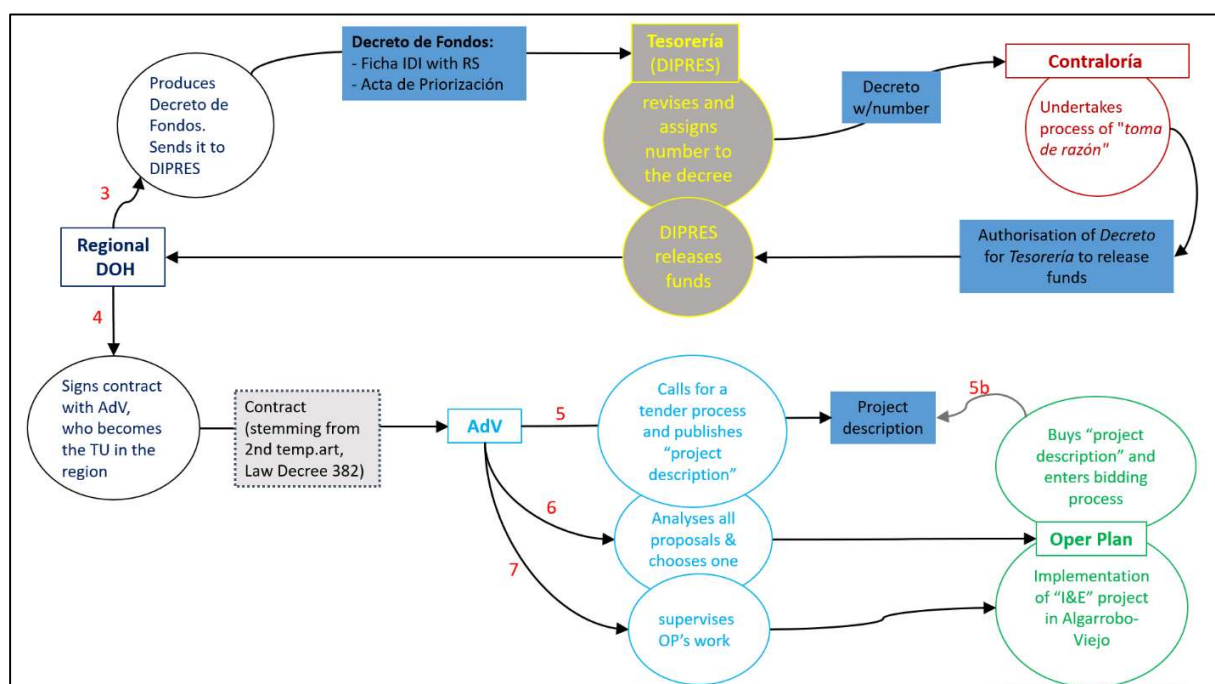 Produces
Decreto de
Fondos.
Sends it to
DIPRES
Decreto de Fondos:
- Ficha IDI with RS
- Acta de Priorización
Tesorería
(DIPRES)
revises and
assigns
number to
the decree
Decreto
w/number
Contraloría
Undertakes
process of "toma
de razón"
3
Regional
DOH
DIPRES
releases
funds
Authorisation of Decreto
for Tesorería to release
funds
4
Signs contract
with AdV,
who becomes
the TU in the
region
Contract
(stemming from
2nd temp.art,
Law Decree 382)
AdV
5
Calls for a
tender process
and publishes
“project
description”
Project
description
5b
Buys “project
description” and
enters bidding
process
6
Analyses all
proposals &
chooses one
Oper Plan
7
supervises
OP’s work
Implementation
of “I&E” project
in Algarrobo-
Viejo